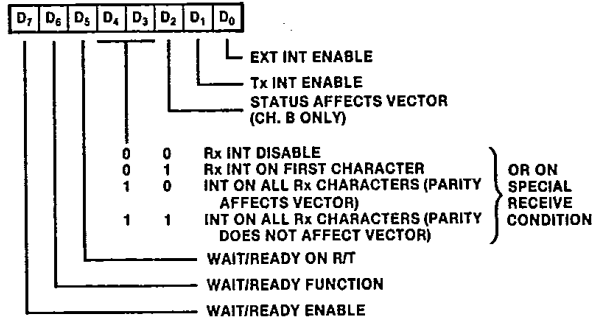 D7 D6 D5 D4 D3 D2 D1 D0
EXT INT ENABLE
Tx INT ENABLE
STATUS AFFECTS VECTOR
(CH. B ONLY)
0 0 Rx INT DISABLE
0 1 Rx INT ON FIRST CHARACTER
1 0 INT ON ALL Rx CHARACTERS (PARITY
AFFECTS VECTOR)
1 1 INT ON ALL Rx CHARACTERS (PARITY
DOES NOT AFFECT VECTOR)
OR ON
SPECIAL
RECEIVE
CONDITION
WAIT/READY ON R/T
WAIT/READY FUNCTION
WAIT/READY ENABLE